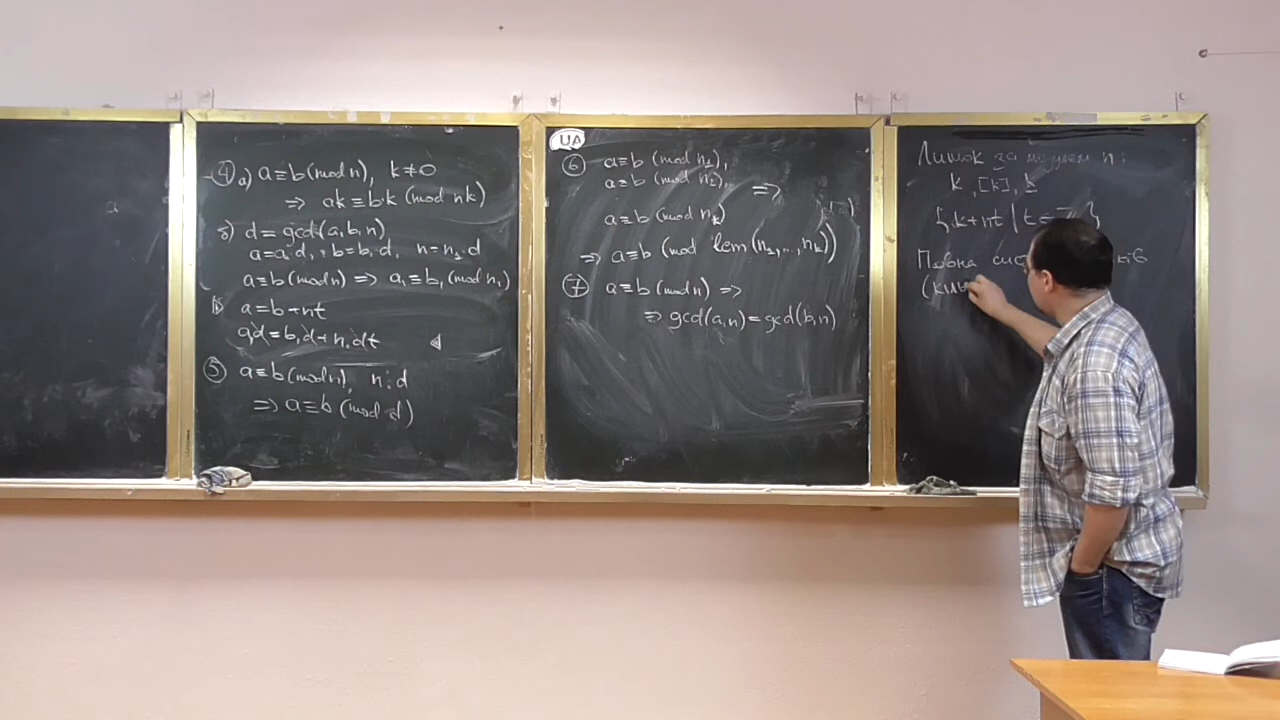 ④ а) a ≡ b (mod n), k ≠ 0
⇒ ak ≡ b·k (mod nk)
б) d = gcd(a, b, n)
a = a₁d, b = b₁d, n = n₁·d
a ≡ b (mod n) ⇒ a₁ ≡ b₁ (mod n₁)
a = b + nt
a₁d = b₁d + n₁dt
⑤ a ≡ b (mod n), n ⋮ d
⇒ a ≡ b (mod d)
UA
⑥ a ≡ b (mod n₁),
a ≡ b (mod n₂), ⇒
a ≡ b (mod nₖ)
⇒ a ≡ b (mod lcm(n₁,..,nₖ))
⑦ a ≡ b (mod n) ⇒
⇒ gcd(a, n) = gcd(b, n)
Лишок за модулем n:
k, [k], k
{k + nt | t ∈ }
Повна